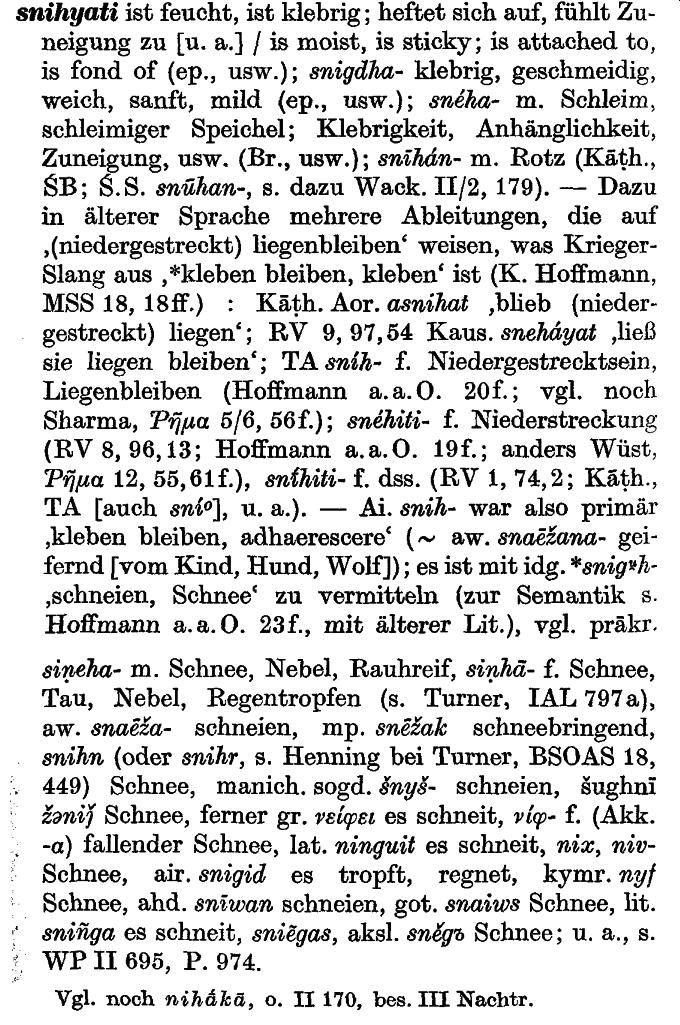 snihyati ist feucht, ist klebrig; heftet sich auf, fühlt Zu-
neigung zu [u. a.] / is moist, is sticky; is attached to,
is fond of (ep., usw.); snigdha- klebrig, geschmeidig,
weich, sanft, mild (ep., usw.); snéha- m. Schleim,
schleimiger Speichel; Klebrigkeit, Anhänglichkeit,
Zuneigung, usw. (Br., usw.); snīhán- m. Rotz (Kāṭh.,
ŚB; Ś.S. snūhan-, s. dazu Wack. II/2, 179). — Dazu
in älterer Sprache mehrere Ableitungen, die auf
‚(niedergestreckt) liegenbleiben‘ weisen, was Krieger-
Slang aus ‚*kleben bleiben, kleben‘ ist (K. Hoffmann,
MSS 18, 18ff.) : Kāṭh. Aor. asnihat ‚blieb (nieder-
gestreckt) liegen‘; RV 9, 97,54 Kaus. sneháyat ‚ließ
sie liegen bleiben‘; TA sníh- f. Niedergestrecktsein,
Liegenbleiben (Hoffmann a.a.O. 20f.; vgl. noch
Sharma, Ῥῆμα 5/6, 56f.); snéhiti- f. Niederstreckung
(RV 8, 96,13; Hoffmann a.a.O. 19f.; anders Wüst,
Ῥῆμα 12, 55,61f.), snī́hiti- f. dss. (RV 1, 74,2; Kāṭh.,
TA [auch sní°], u. a.). — Ai. snih- war also primär
‚kleben bleiben, adhaerescere‘ (~ aw. snaēžana- gei-
fernd [vom Kind, Hund, Wolf]); es ist mit idg. *snigᵘ̯h-
‚schneien, Schnee‘ zu vermitteln (zur Semantik s.
Hoffmann a.a.O. 23f., mit älterer Lit.), vgl. präkr.
siṇeha- m. Schnee, Nebel, Rauhreif, siṇhā- f. Schnee,
Tau, Nebel, Regentropfen (s. Turner, IAL 797a),
aw. snaēža- schneien, mp. snēžak schneebringend,
snihn (oder snihr, s. Henning bei Turner, BSOAS 18,
449) Schnee, manich. sogd. šnyš- schneien, šughnī
žəniǰ Schnee, ferner gr. νείφει es schneit, νίφ- f. (Akk.
-a) fallender Schnee, lat. ninguit es schneit, nix, niv-
Schnee, air. snigid es tropft, regnet, kymr. nyf
Schnee, ahd. snīwan schneien, got. snaiws Schnee, lit.
sniñga es schneit, sniẽgas, aksl. sněgъ Schnee; u. a., s.
WP II 695, P. 974.
Vgl. noch nihā́kā, o. II 170, bes. III Nachtr.